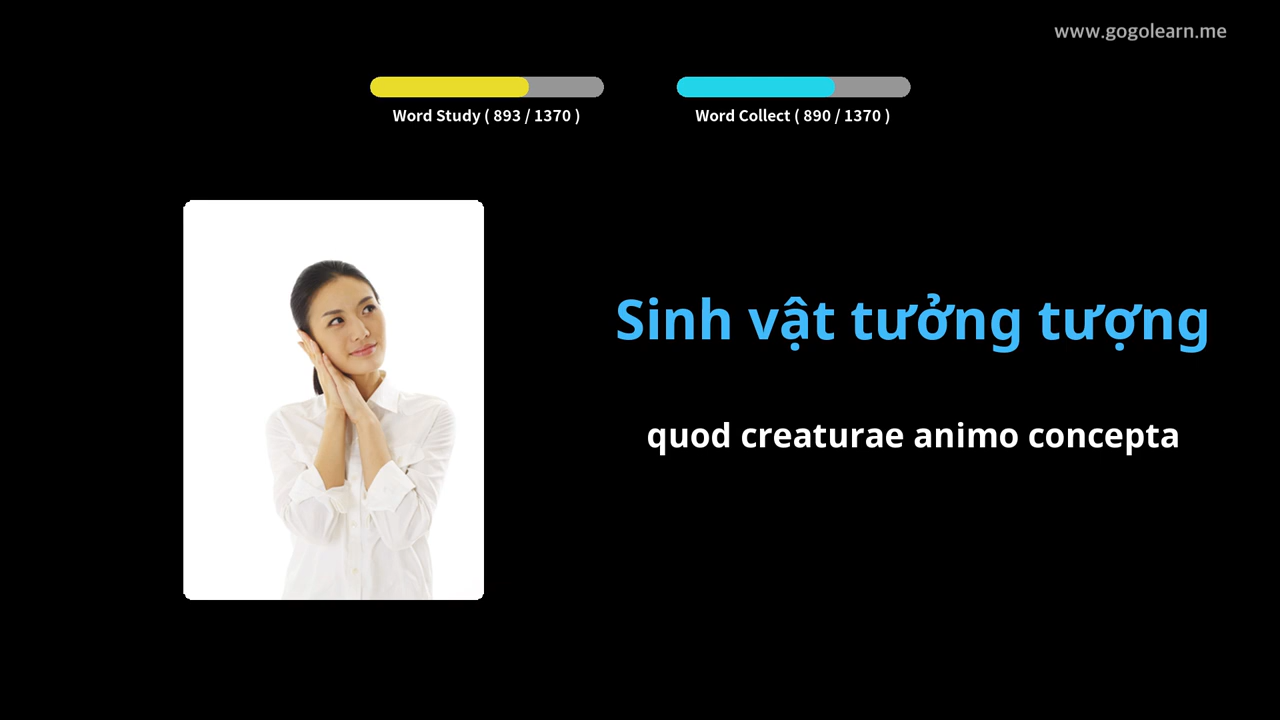 www.gogolearn.me
Word Study ( 893 / 1370 )
Word Collect ( 890 / 1370 )
Sinh vật tưởng tượng
quod creaturae animo concepta